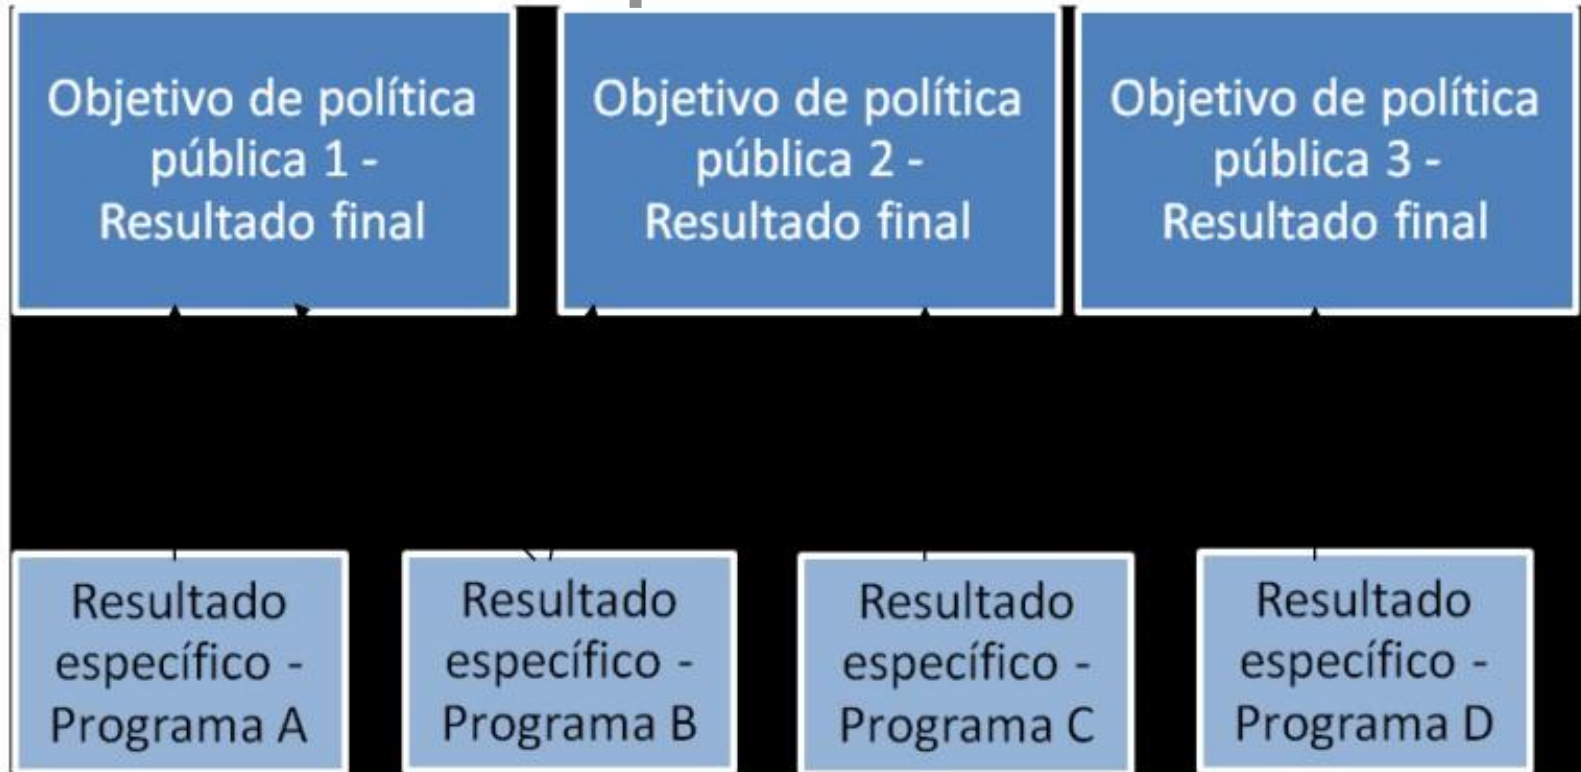 Objetivo de política
pública 1 -
Resultado final
Objetivo de política
pública 2 -
Resultado final
Objetivo de política
pública 3 -
Resultado final
Resultado
específico -
Programa A
Resultado
específico -
Programa B
Resultado
específico -
Programa C
Resultado
específico -
Programa D